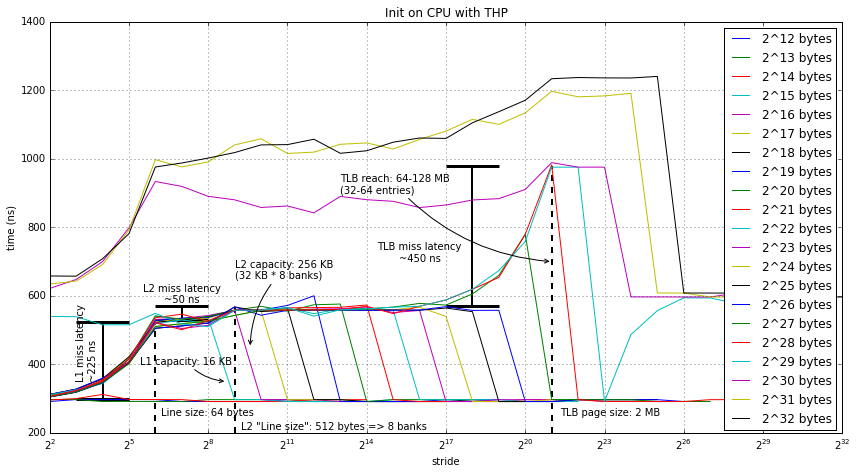 Init on CPU with THP
1400
1200
1000
800
600
400
200
time (ns)
2^2
2^5
2^8
2^11
2^14
2^17
2^20
2^23
2^26
2^29
2^32
stride
TLB reach: 64-128 MB
(32-64 entries)
TLB miss latency
~450 ns
L2 capacity: 256 KB
(32 KB * 8 banks)
L2 miss latency
~50 ns
L1 miss latency
~225 ns
L1 capacity: 16 KB
Line size: 64 bytes
L2 "Line size": 512 bytes => 8 banks
TLB page size: 2 MB
2^12 bytes
2^13 bytes
2^14 bytes
2^15 bytes
2^16 bytes
2^17 bytes
2^18 bytes
2^19 bytes
2^20 bytes
2^21 bytes
2^22 bytes
2^23 bytes
2^24 bytes
2^25 bytes
2^26 bytes
2^27 bytes
2^28 bytes
2^29 bytes
2^30 bytes
2^31 bytes
2^32 bytes